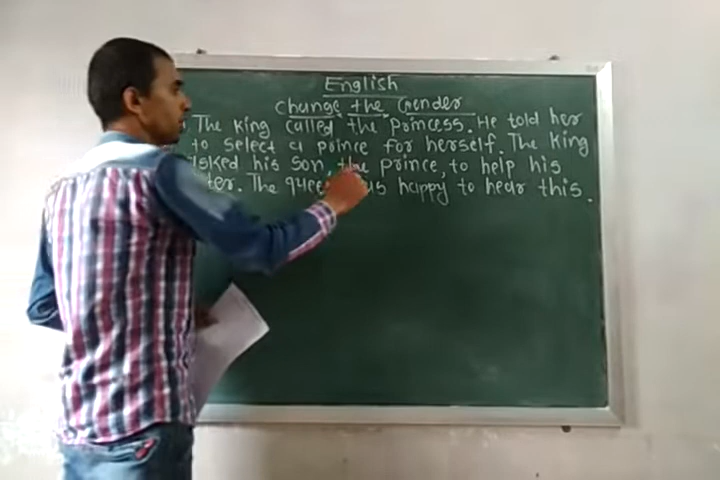 English
Change the Gender
The King called the Princess. He told her
to select a prince for herself. The King
asked his son, the prince, to help his
The happy to hear this.